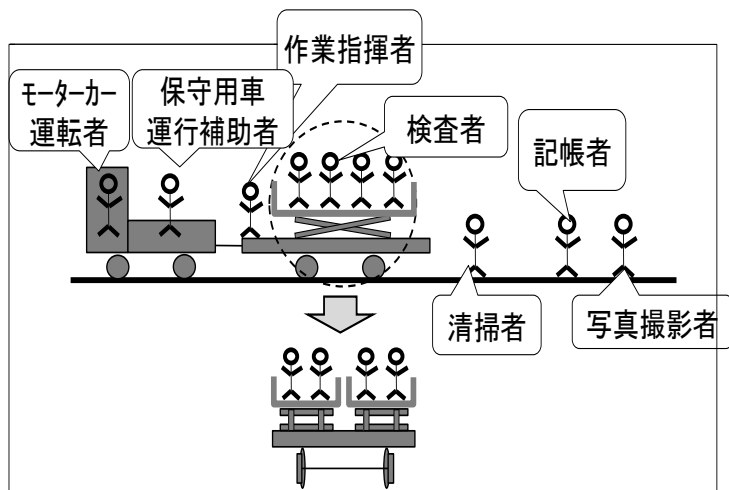 作業指揮者
モーターカー
運転者
保守用車
運行補助者
検査者
記帳者
清掃者
写真撮影者